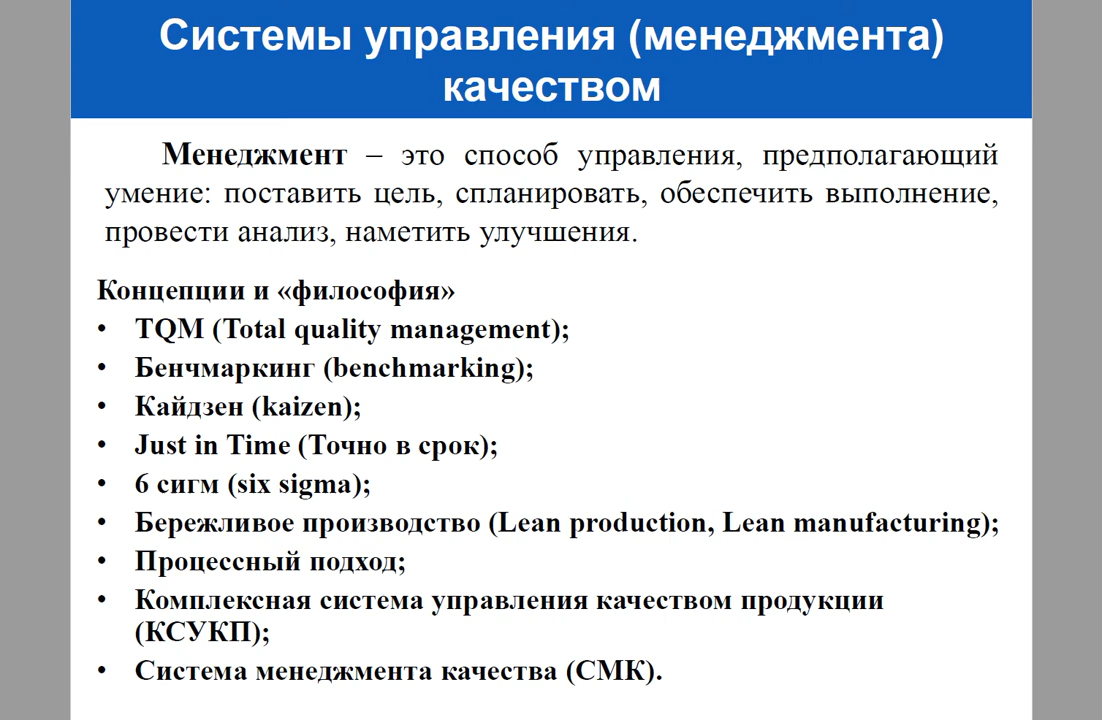 Системы управления (менеджмента)
качеством
Менеджмент – это способ управления, предполагающий
умение: поставить цель, спланировать, обеспечить выполнение,
провести анализ, наметить улучшения.
Концепции и «философия»
• TQM (Total quality management);
• Бенчмаркинг (benchmarking);
• Кайдзен (kaizen);
• Just in Time (Точно в срок);
• 6 сигм (six sigma);
• Бережливое производство (Lean production, Lean manufacturing);
• Процессный подход;
• Комплексная система управления качеством продукции
(КСУКП);
• Система менеджмента качества (СМК).